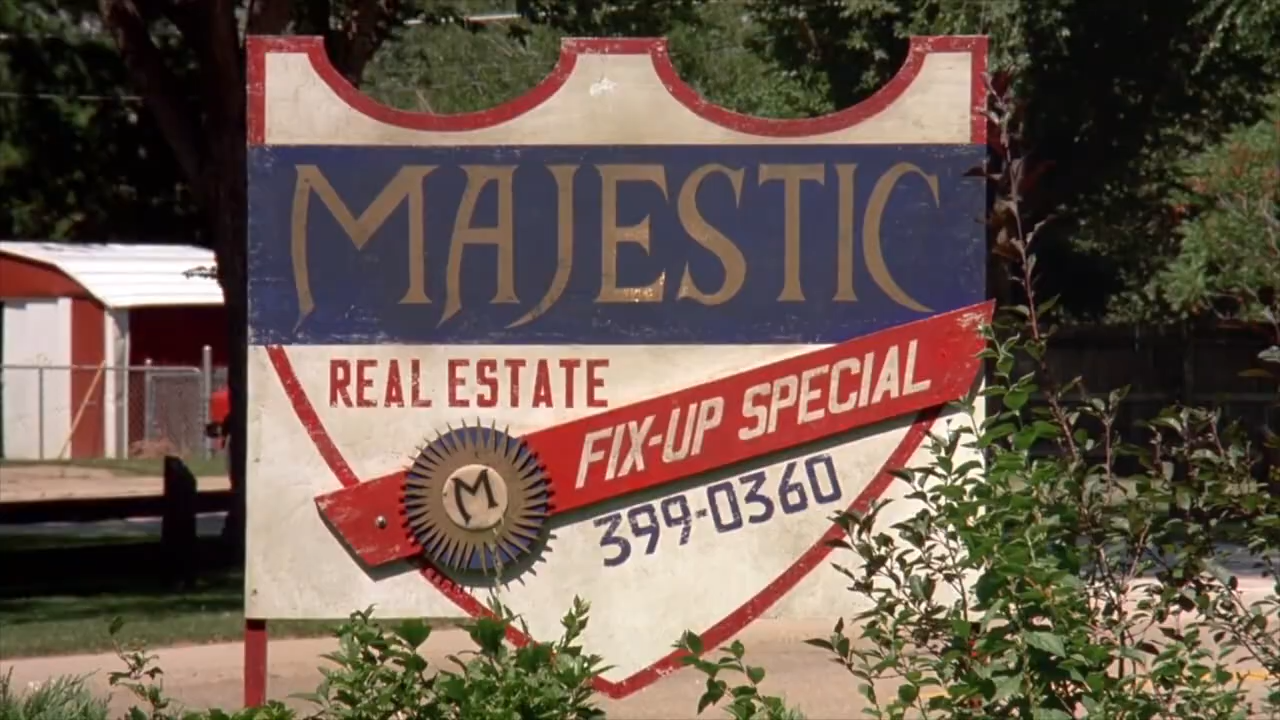 MAJESTIC
REAL ESTATE
FIX-UP SPECIAL
M
399-0360